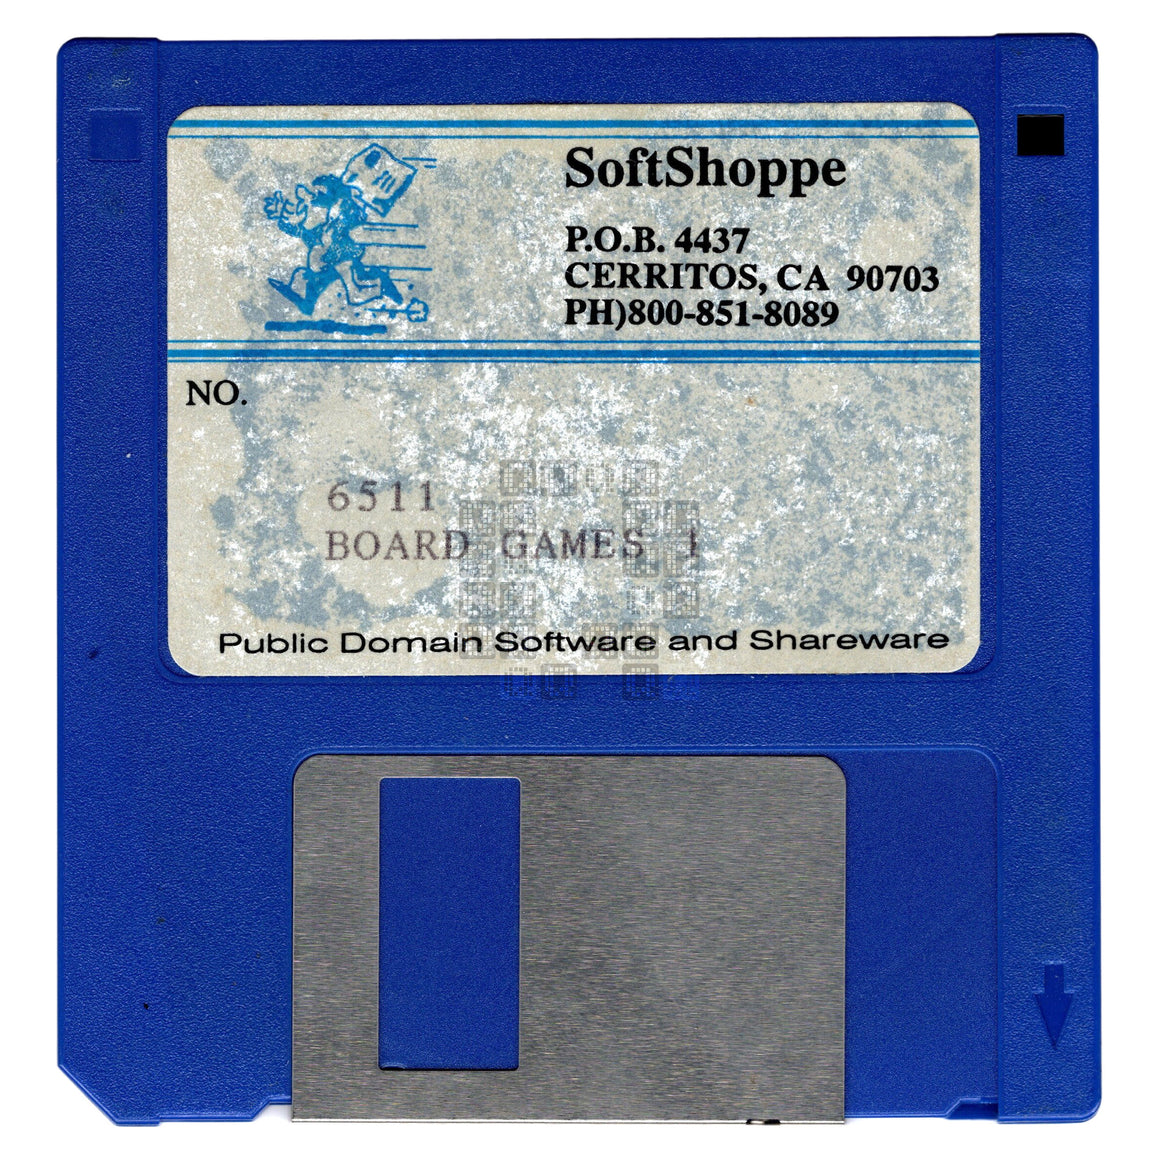 SoftShoppe
P.O.B. 4437
CERRITOS, CA 90703
PH)800-851-8089
NO.
6511
BOARD GAMES 1
Public Domain Software and Shareware